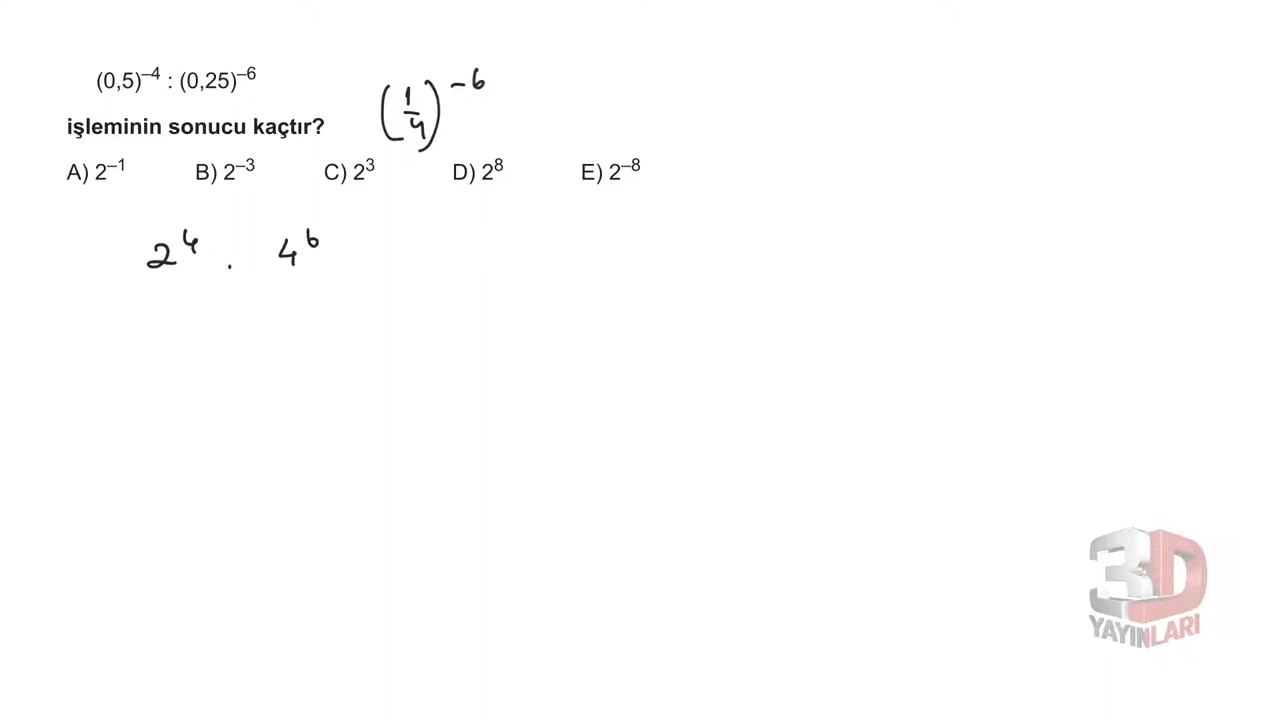 (0,5)⁻⁴ : (0,25)⁻⁶
(1/4)⁻⁶
işleminin sonucu kaçtır?
A) 2⁻¹ B) 2⁻³ C) 2³ D) 2⁸ E) 2⁻⁸
2⁴ . 4⁶
3D
YAYINLARI